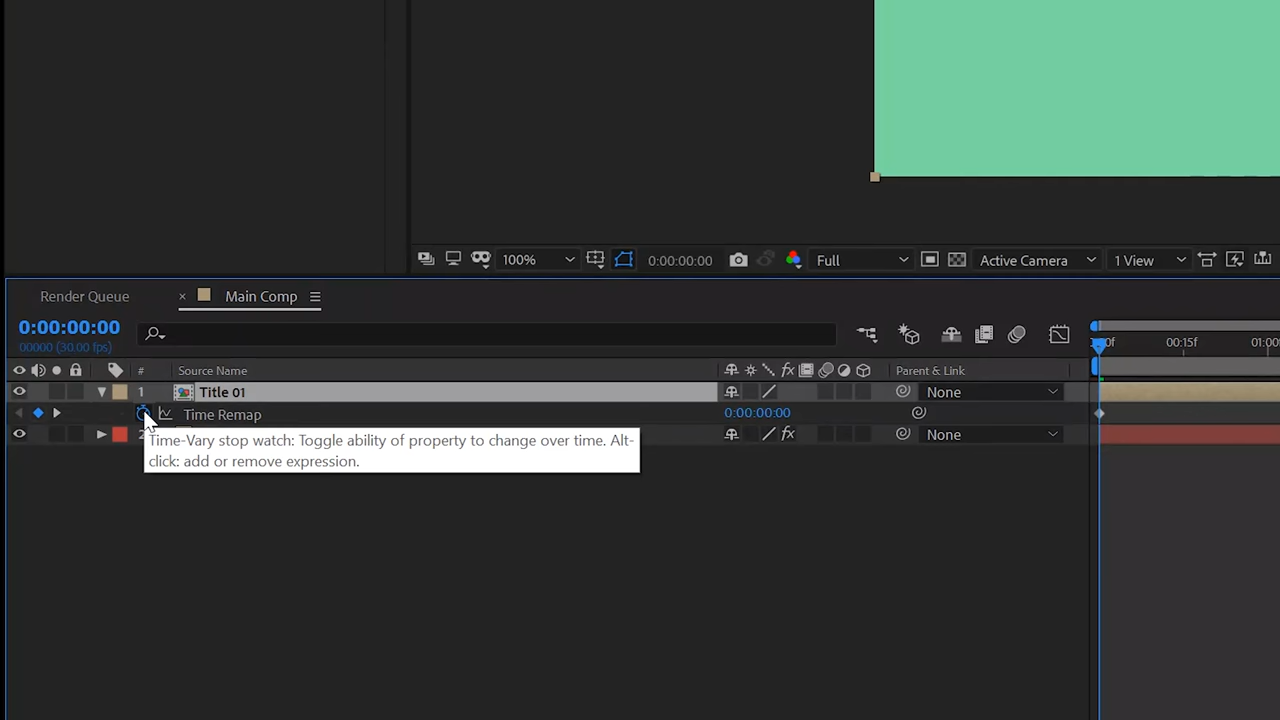 100%
0:00:00:00
Full
Active Camera
1 View
Render Queue
× Main Comp
0:00:00:00
00000 (30.00 fps)
00:15f
# Source Name
Parent & Link
1 Title 01
None
Time Remap
0:00:00:00
None
Time-Vary stop watch: Toggle ability of property to change over time. Alt-
click: add or remove expression.